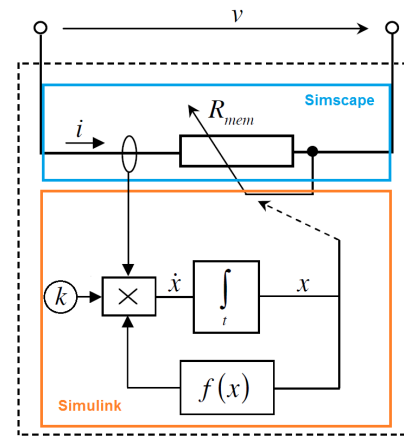 v
Simscape
R_mem
i
k
×
ẋ
∫
t
x
f(x)
Simulink